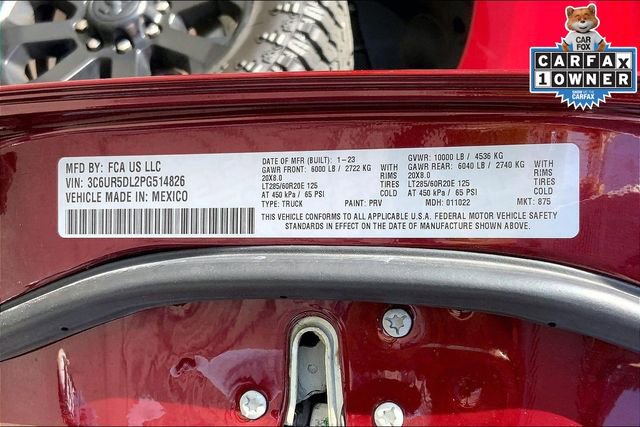 CAR
FOX
CARFAX
1 OWNER
SHOW ME THE
CARFAX
MFD BY: FCA US LLC
VIN: 3C6UR5DL2PG514826
VEHICLE MADE IN: MEXICO
DATE OF MFR (BUILT): 1-23 GVWR: 10000 LB / 4536 KG
GAWR FRONT: 6000 LB / 2722 KG WITH GAWR REAR: 6040 LB / 2740 KG WITH
20X8.0 RIMS 20X8.0 RIMS
LT285/60R20E 125 TIRES LT285/60R20E 125 TIRES
AT 450 kPa / 65 PSI COLD AT 450 kPa / 65 PSI COLD
TYPE: TRUCK PAINT: PRV MDH: 011022 MKT: 875
THIS VEHICLE CONFORMS TO ALL APPLICABLE U.S.A. FEDERAL MOTOR VEHICLE SAFETY
STANDARDS IN EFFECT ON THE DATE OF MANUFACTURE SHOWN ABOVE.